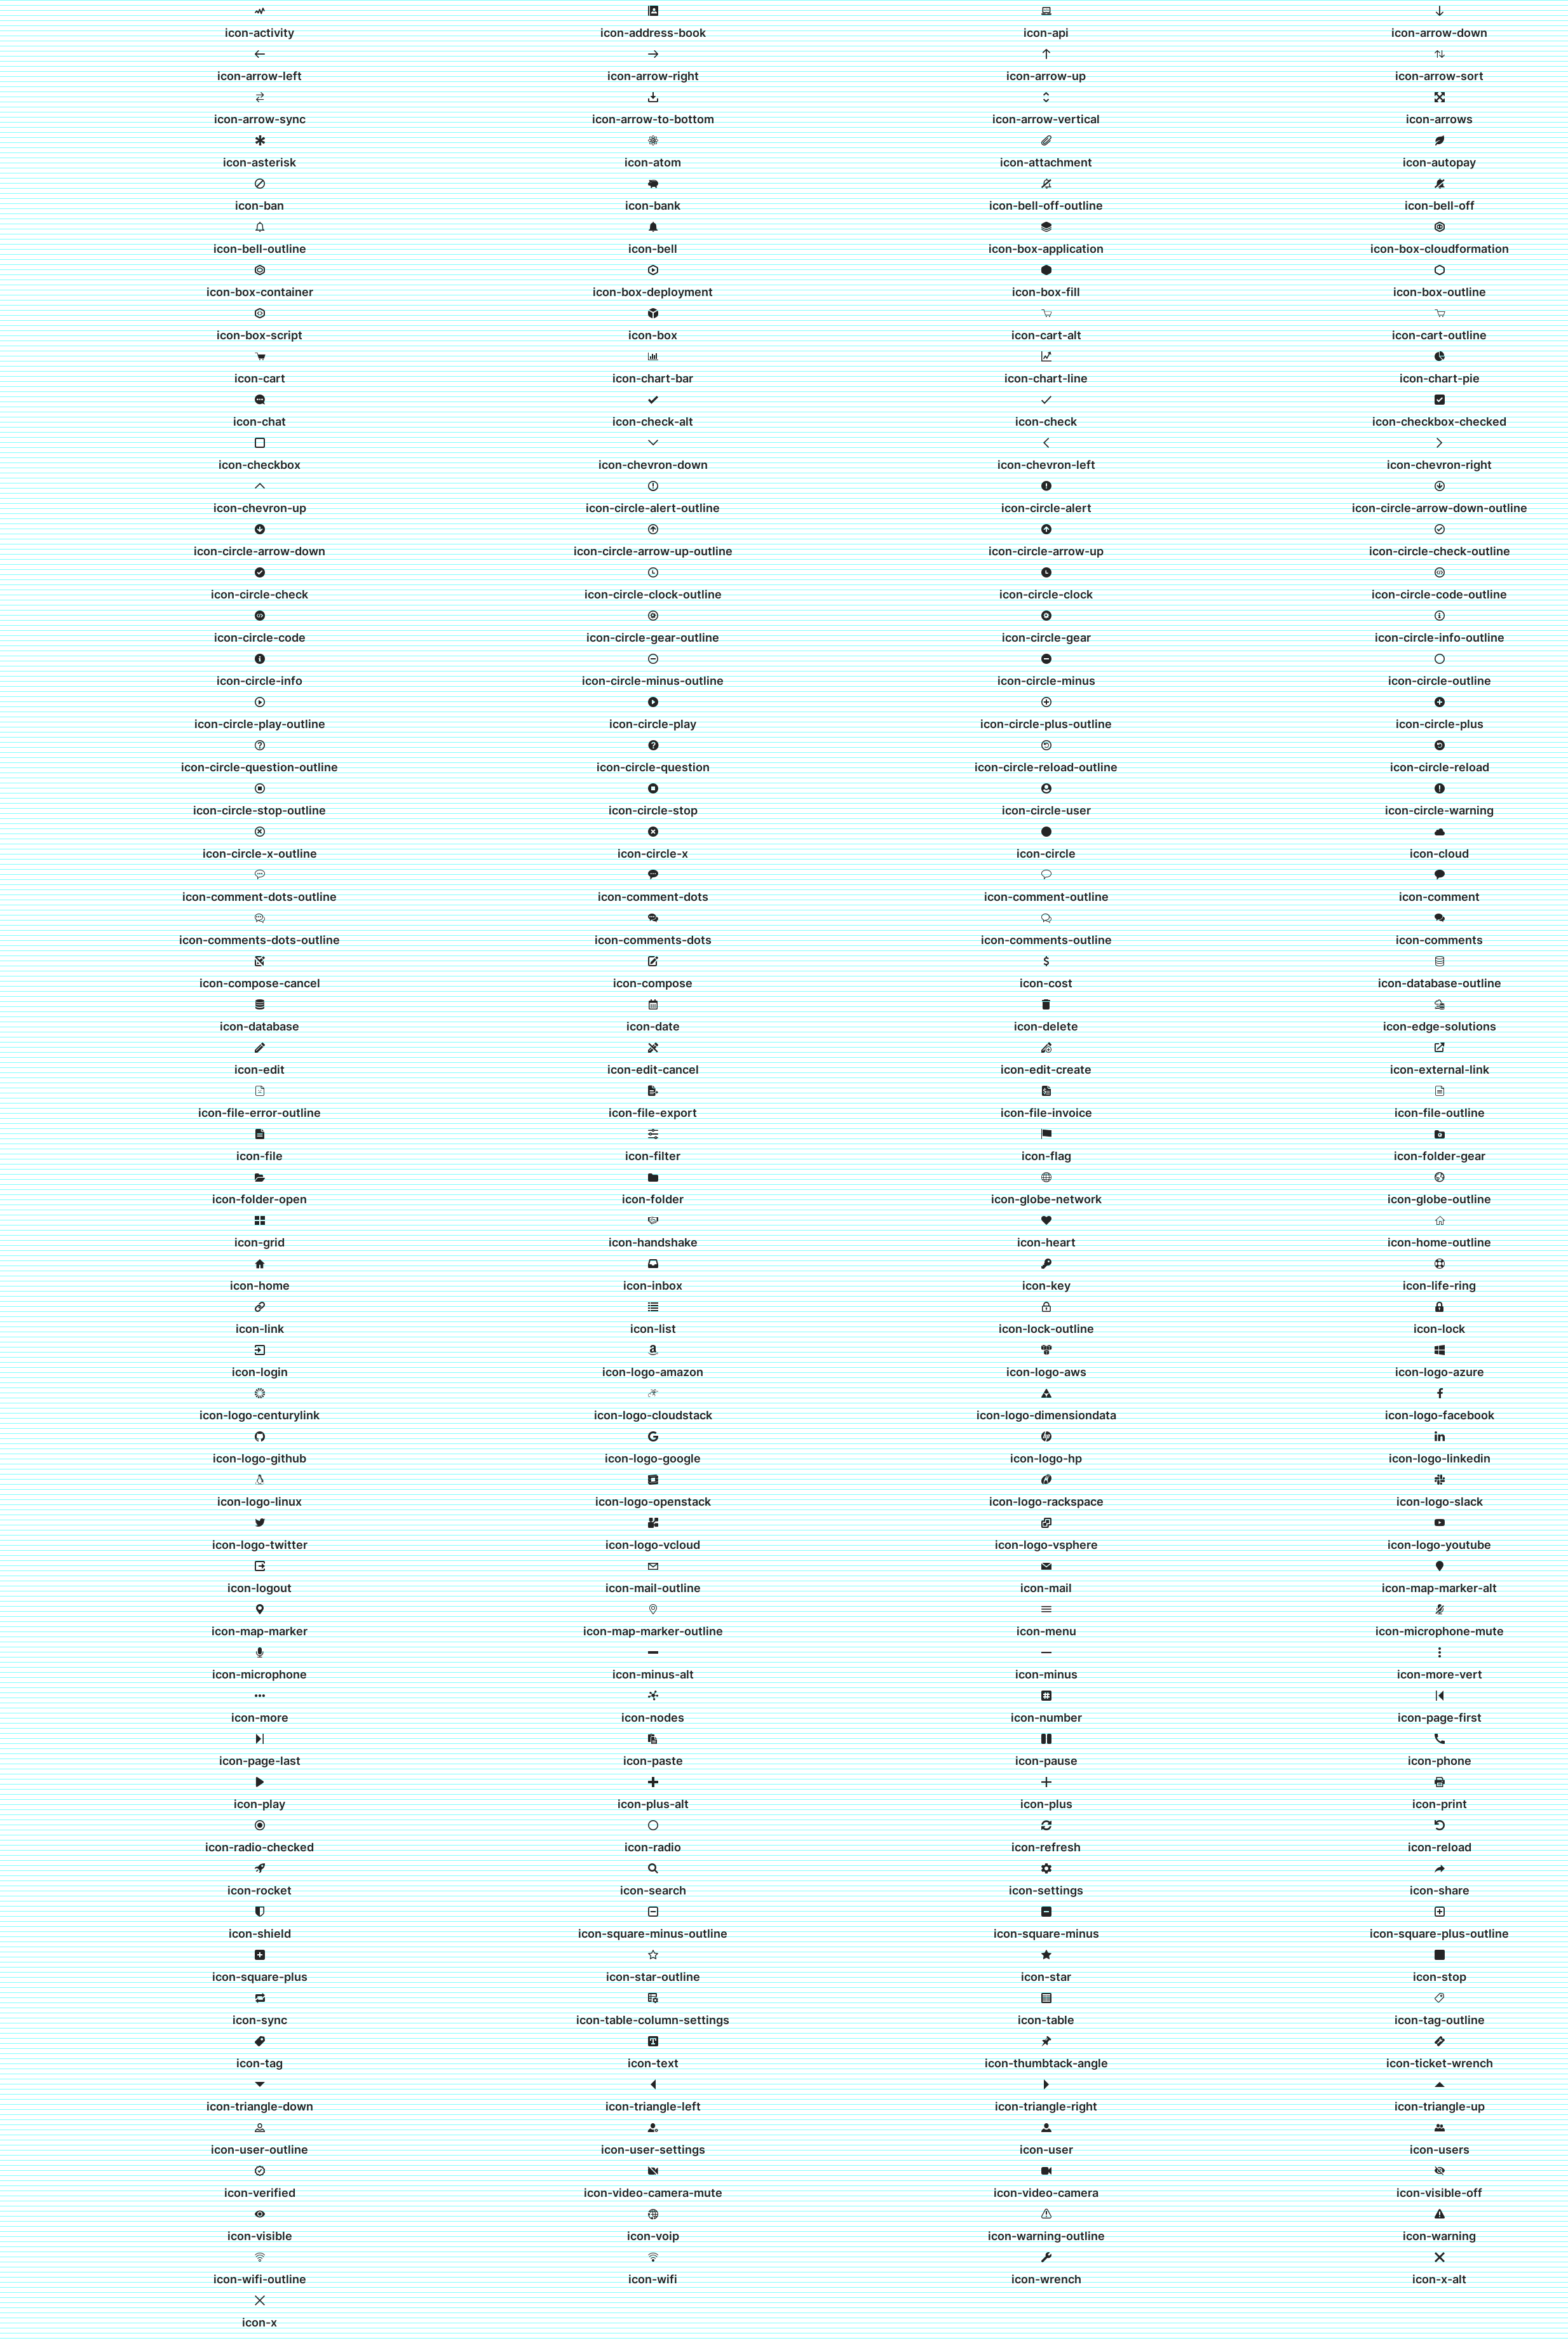 icon-activity icon-address-book icon-api icon-arrow-down
icon-arrow-left icon-arrow-right icon-arrow-up icon-arrow-sort
icon-arrow-sync icon-arrow-to-bottom icon-arrow-vertical icon-arrows
icon-asterisk icon-atom icon-attachment icon-autopay
icon-ban icon-bank icon-bell-off-outline icon-bell-off
icon-bell-outline icon-bell icon-box-application icon-box-cloudformation
icon-box-container icon-box-deployment icon-box-fill icon-box-outline
icon-box-script icon-box icon-cart-alt icon-cart-outline
icon-cart icon-chart-bar icon-chart-line icon-chart-pie
icon-chat icon-check-alt icon-check icon-checkbox-checked
icon-checkbox icon-chevron-down icon-chevron-left icon-chevron-right
icon-chevron-up icon-circle-alert-outline icon-circle-alert icon-circle-arrow-down-outline
icon-circle-arrow-down icon-circle-arrow-up-outline icon-circle-arrow-up icon-circle-check-outline
icon-circle-check icon-circle-clock-outline icon-circle-clock icon-circle-code-outline
icon-circle-code icon-circle-gear-outline icon-circle-gear icon-circle-info-outline
icon-circle-info icon-circle-minus-outline icon-circle-minus icon-circle-outline
icon-circle-play-outline icon-circle-play icon-circle-plus-outline icon-circle-plus
icon-circle-question-outline icon-circle-question icon-circle-reload-outline icon-circle-reload
icon-circle-stop-outline icon-circle-stop icon-circle-user icon-circle-warning
icon-circle-x-outline icon-circle-x icon-circle icon-cloud
icon-comment-dots-outline icon-comment-dots icon-comment-outline icon-comment
icon-comments-dots-outline icon-comments-dots icon-comments-outline icon-comments
icon-compose-cancel icon-compose icon-cost icon-database-outline
icon-database icon-date icon-delete icon-edge-solutions
icon-edit icon-edit-cancel icon-edit-create icon-external-link
icon-file-error-outline icon-file-export icon-file-invoice icon-file-outline
icon-file icon-filter icon-flag icon-folder-gear
icon-folder-open icon-folder icon-globe-network icon-globe-outline
icon-grid icon-handshake icon-heart icon-home-outline
icon-home icon-inbox icon-key icon-life-ring
icon-link icon-list icon-lock-outline icon-lock
icon-login icon-logo-amazon icon-logo-aws icon-logo-azure
icon-logo-centurylink icon-logo-cloudstack icon-logo-dimensiondata icon-logo-facebook
icon-logo-github icon-logo-google icon-logo-hp icon-logo-linkedin
icon-logo-linux icon-logo-openstack icon-logo-rackspace icon-logo-slack
icon-logo-twitter icon-logo-vcloud icon-logo-vsphere icon-logo-youtube
icon-logout icon-mail-outline icon-mail icon-map-marker-alt
icon-map-marker icon-map-marker-outline icon-menu icon-microphone-mute
icon-microphone icon-minus-alt icon-minus icon-more-vert
icon-more icon-nodes icon-number icon-page-first
icon-page-last icon-paste icon-pause icon-phone
icon-play icon-plus-alt icon-plus icon-print
icon-radio-checked icon-radio icon-refresh icon-reload
icon-rocket icon-search icon-settings icon-share
icon-shield icon-square-minus-outline icon-square-minus icon-square-plus-outline
icon-square-plus icon-star-outline icon-star icon-stop
icon-sync icon-table-column-settings icon-table icon-tag-outline
icon-tag icon-text icon-thumbtack-angle icon-ticket-wrench
icon-triangle-down icon-triangle-left icon-triangle-right icon-triangle-up
icon-user-outline icon-user-settings icon-user icon-users
icon-verified icon-video-camera-mute icon-video-camera icon-visible-off
icon-visible icon-voip icon-warning-outline icon-warning
icon-wifi-outline icon-wifi icon-wrench icon-x-alt
icon-x